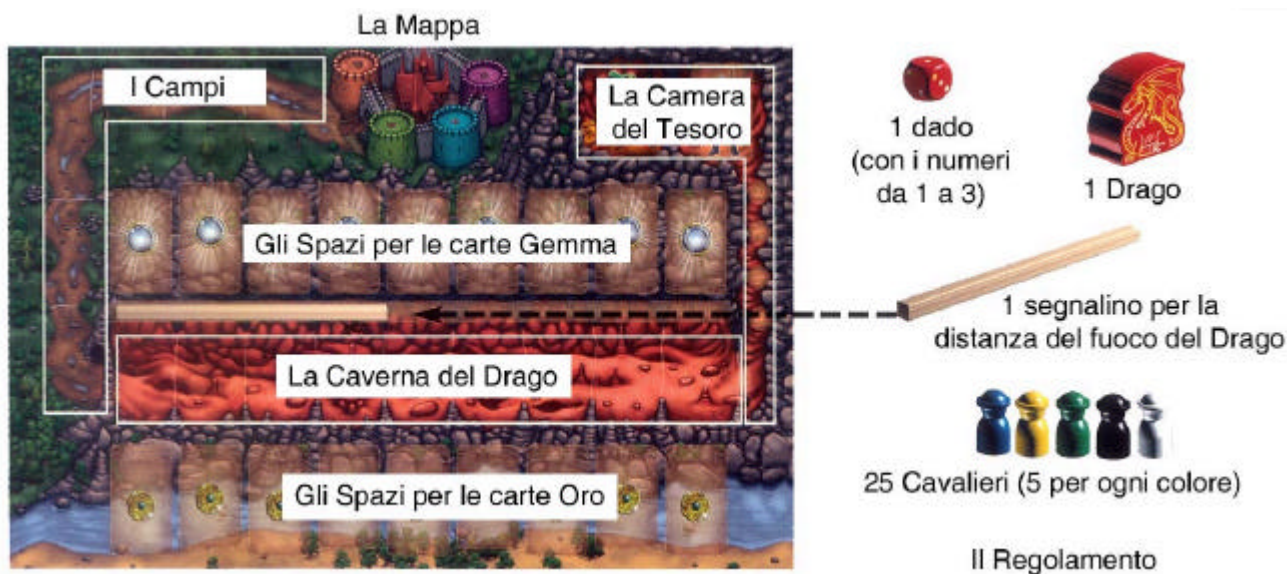 La Mappa
I Campi
La Camera
del Tesoro
Gli Spazi per le carte Gemma
La Caverna del Drago
Gli Spazi per le carte Oro
1 dado
(con i numeri
da 1 a 3)
1 Drago
1 segnalino per la
distanza del fuoco del Drago
25 Cavalieri (5 per ogni colore)
Il Regolamento